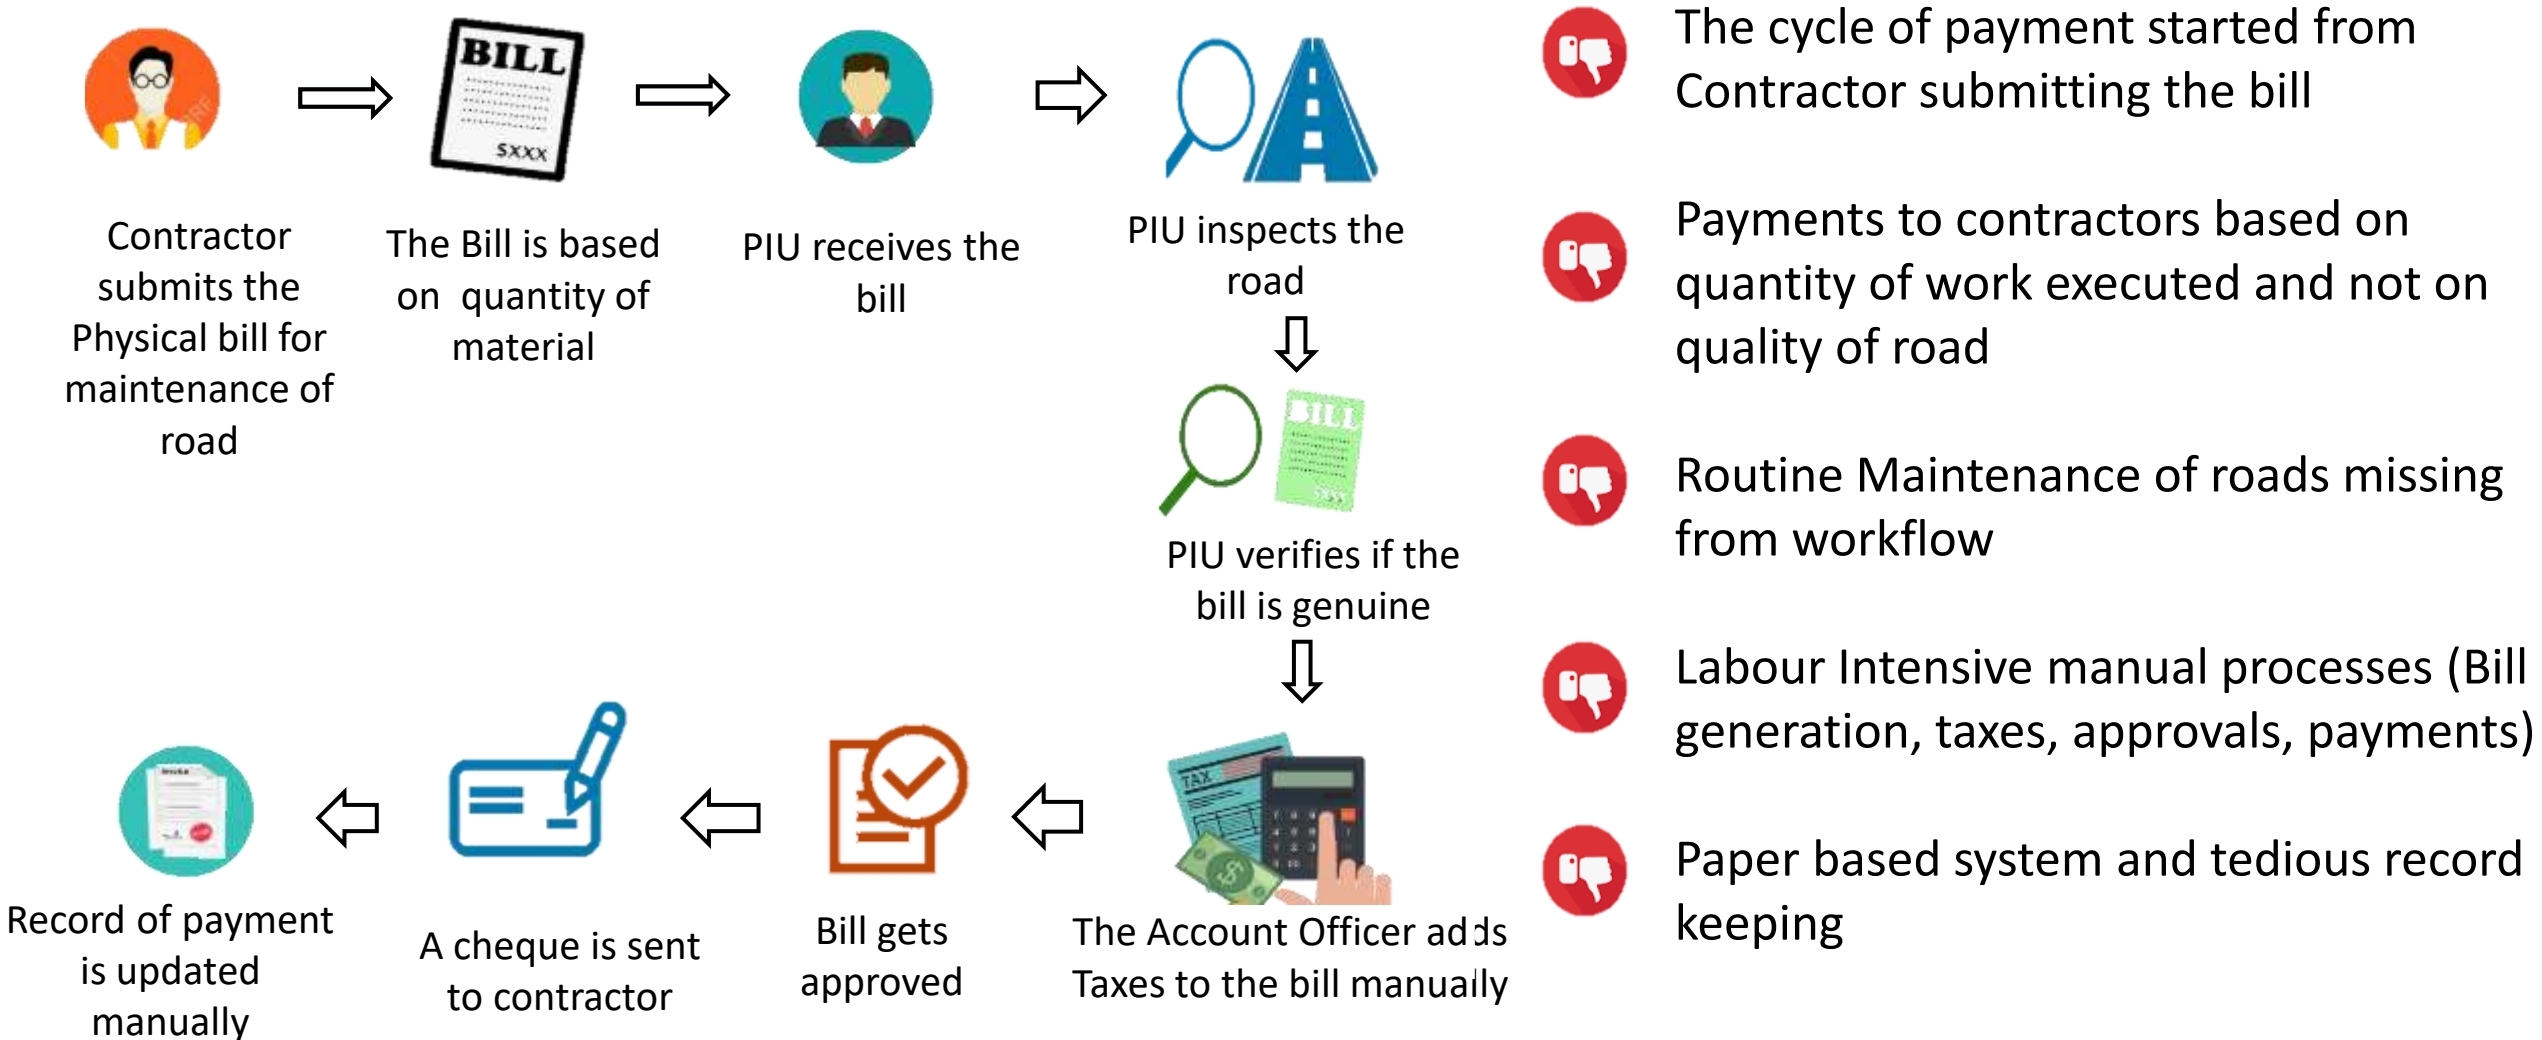 BILL
SXXX
Contractor
submits the
Physical bill for
maintenance of
road
The Bill is based
on quantity of
material
PIU receives the
bill
PIU inspects the
road
BILL
SXXX
PIU verifies if the
bill is genuine
TAX
The Account Officer adds
Taxes to the bill manually
Bill gets
approved
A cheque is sent
to contractor
Invoice
Record of payment
is updated
manually
The cycle of payment started from
Contractor submitting the bill
Payments to contractors based on
quantity of work executed and not on
quality of road
Routine Maintenance of roads missing
from workflow
Labour Intensive manual processes (Bill
generation, taxes, approvals, payments)
Paper based system and tedious record
keeping